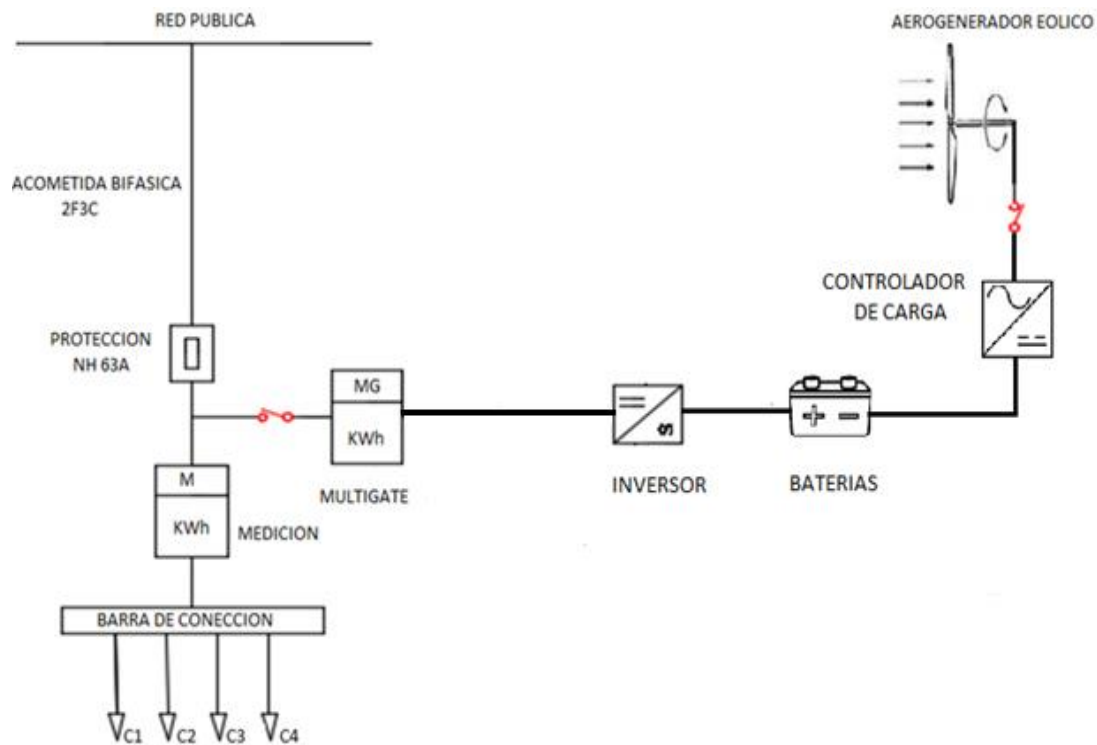 RED PUBLICA
AEROGENERADOR EOLICO
ACOMETIDA BIFASICA
2F3C
CONTROLADOR
DE CARGA
PROTECCION
NH 63A
MG
KWh
MULTIGATE
INVERSOR
BATERIAS
M
KWh
MEDICION
BARRA DE CONECCION
C1
C2
C3
C4